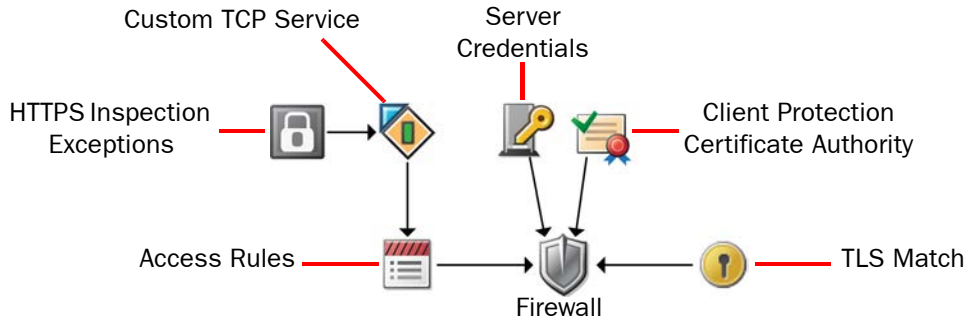 Custom TCP Service
Server
Credentials
HTTPS Inspection
Exceptions
Client Protection
Certificate Authority
Access Rules
TLS Match
Firewall